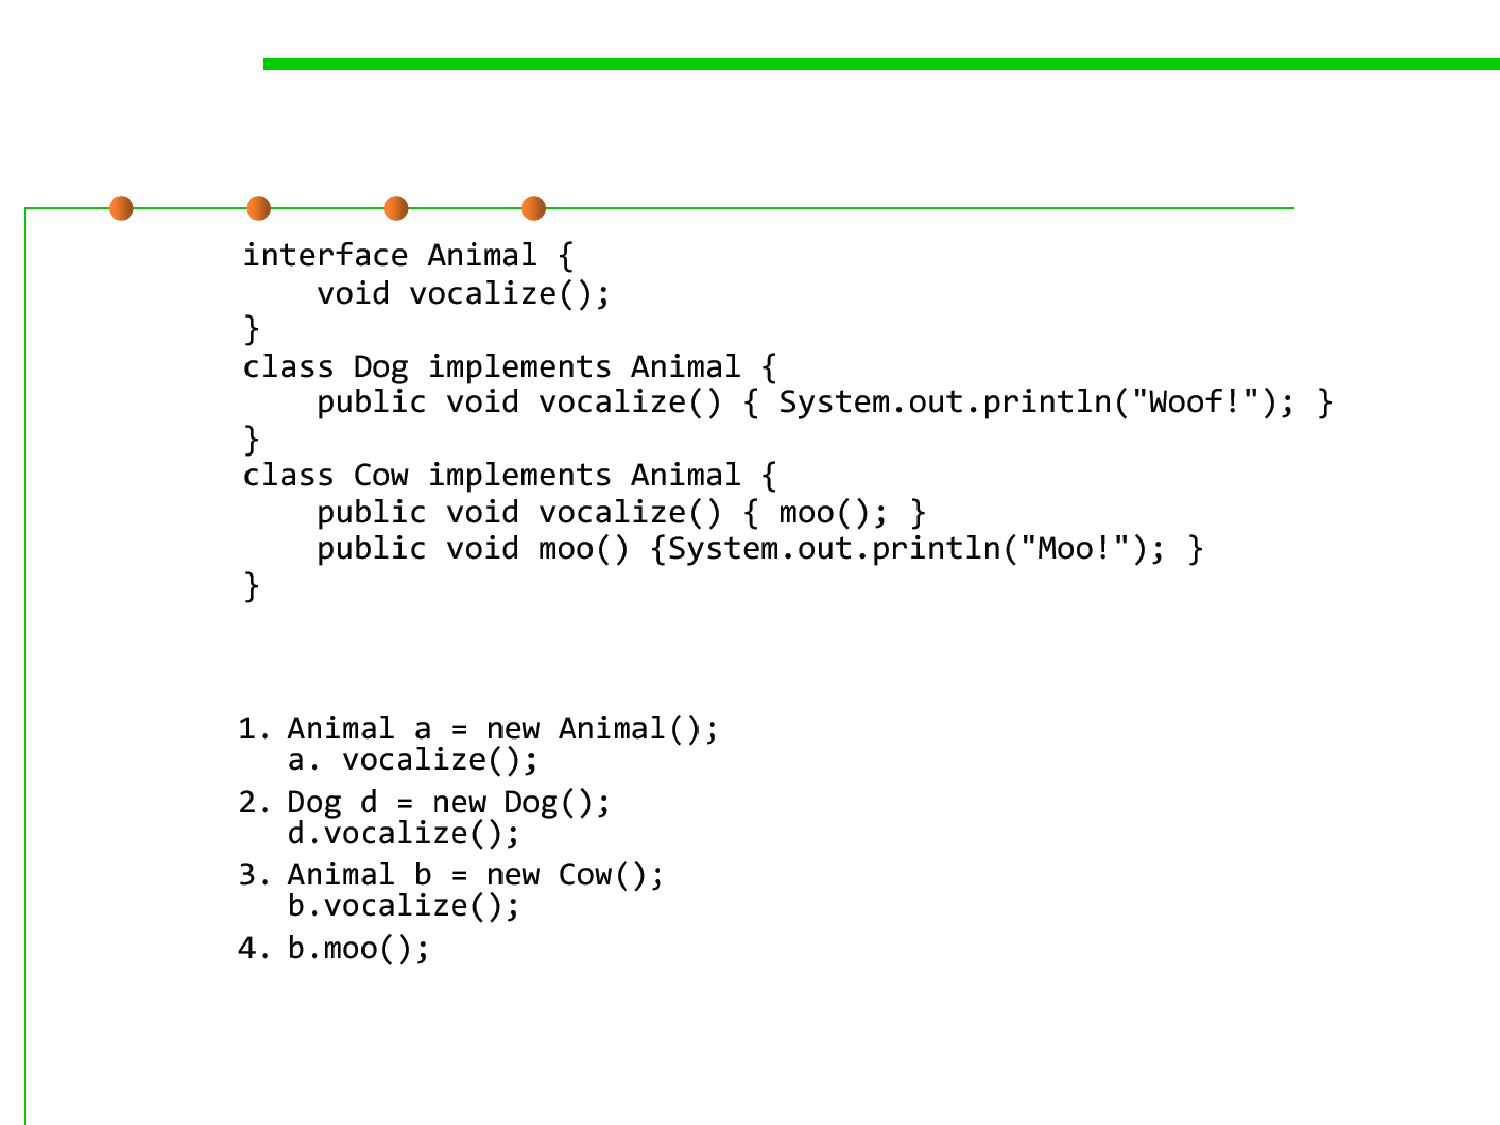 interface Animal {
    void vocalize();
}
class Dog implements Animal {
    public void vocalize() { System.out.println("Woof!"); }
}
class Cow implements Animal {
    public void vocalize() { moo(); }
    public void moo() {System.out.println("Moo!"); }
}
1. Animal a = new Animal();
a. vocalize();
2. Dog d = new Dog();
d.vocalize();
3. Animal b = new Cow();
b.vocalize();
4. b.moo();